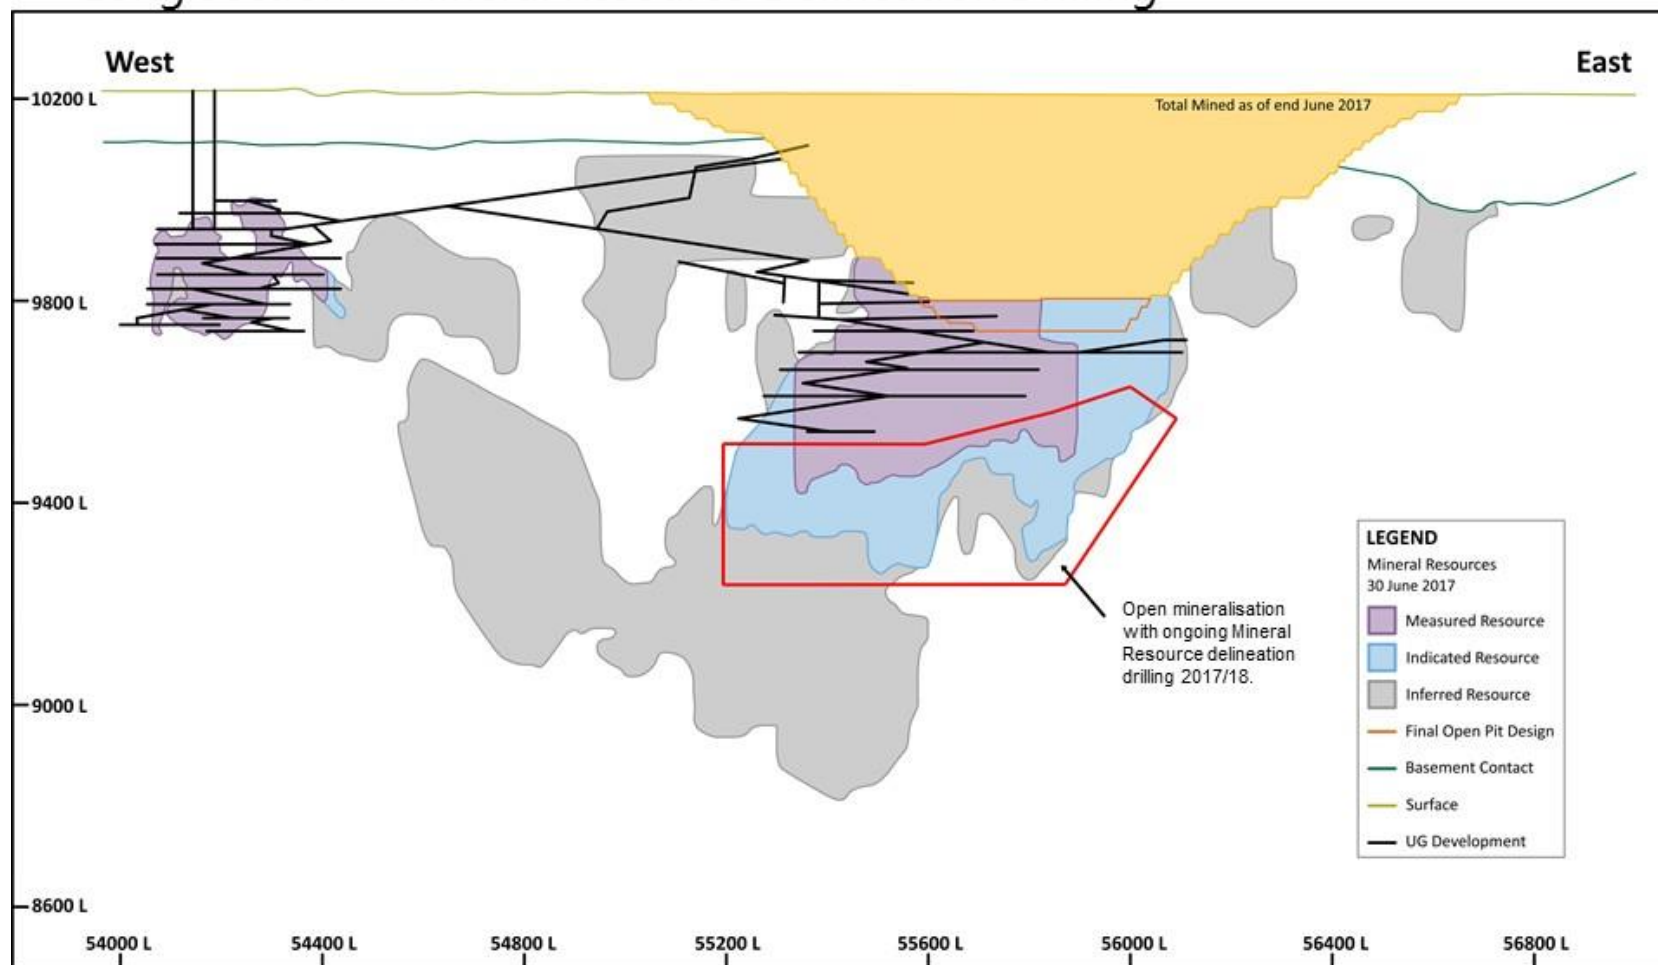 West
East
10200 L
Total Mined as of end June 2017
9800 L
9400 L
LEGEND
Mineral Resources
30 June 2017
Measured Resource
Indicated Resource
Inferred Resource
Final Open Pit Design
Basement Contact
Surface
UG Development
Open mineralisation
with ongoing Mineral
Resource delineation
drilling 2017/18.
9000 L
8600 L
54000 L
54400 L
54800 L
55200 L
55600 L
56000 L
56400 L
56800 L